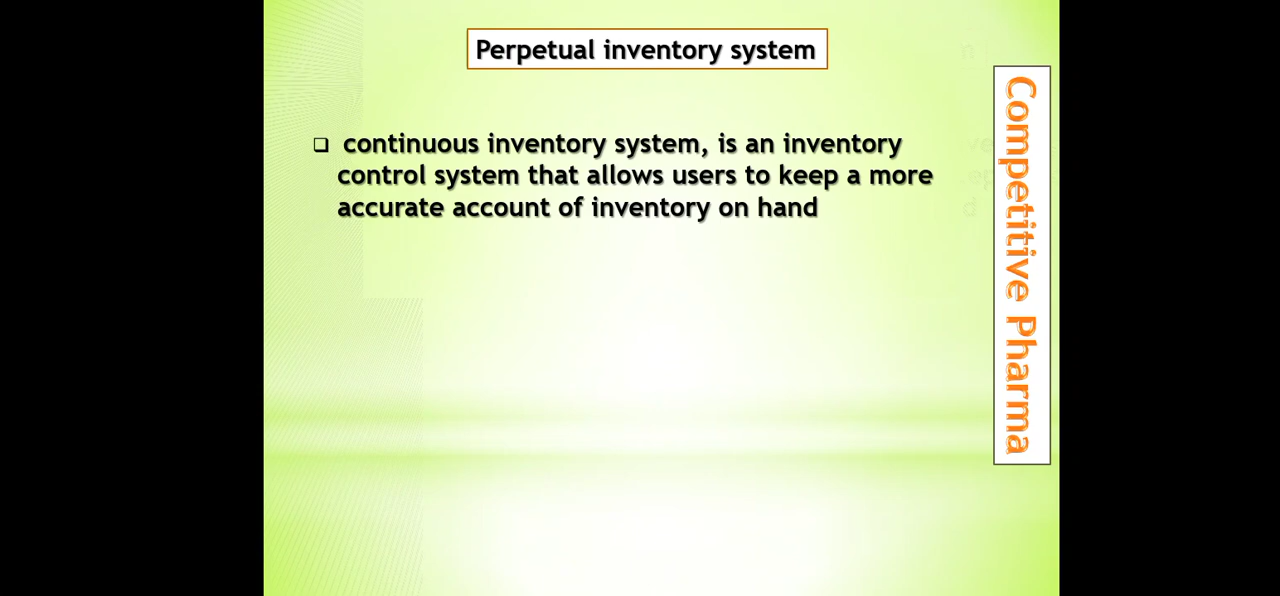 Perpetual inventory system
continuous inventory system, is an inventory
control system that allows users to keep a more
accurate account of inventory on hand
Competitive Pharma